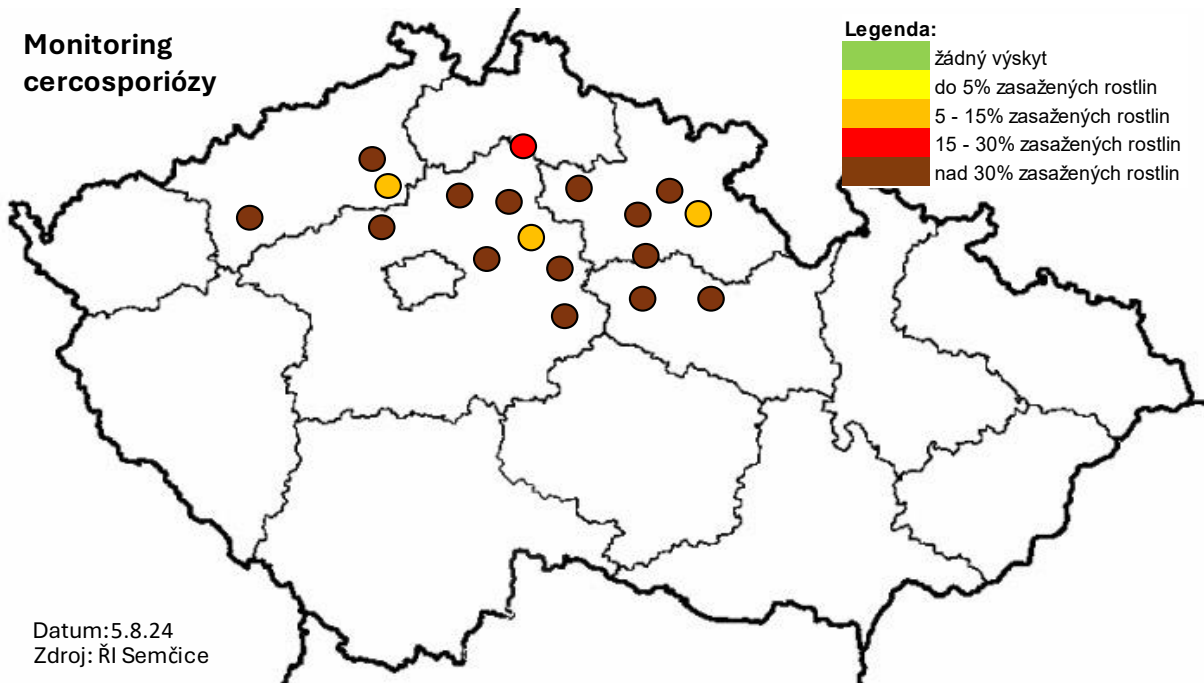 Monitoring
cercosporiózy
Legenda:
žádný výskyt
do 5% zasažených rostlin
5 - 15% zasažených rostlin
15 - 30% zasažených rostlin
nad 30% zasažených rostlin
Datum:5.8.24
Zdroj: ŘI Semčice